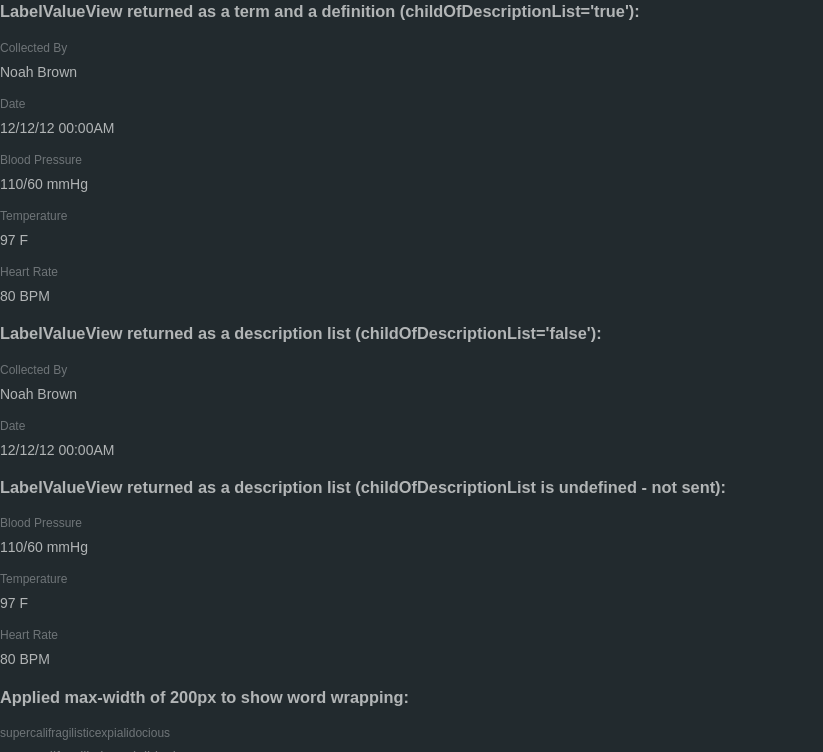 LabelValueView returned as a term and a definition (childOfDescriptionList='true'):
Collected By
Noah Brown
Date
12/12/12 00:00AM
Blood Pressure
110/60 mmHg
Temperature
97 F
Heart Rate
80 BPM
LabelValueView returned as a description list (childOfDescriptionList='false'):
Collected By
Noah Brown
Date
12/12/12 00:00AM
LabelValueView returned as a description list (childOfDescriptionList is undefined - not sent):
Blood Pressure
110/60 mmHg
Temperature
97 F
Heart Rate
80 BPM
Applied max-width of 200px to show word wrapping:
supercalifragilisticexpialidocious